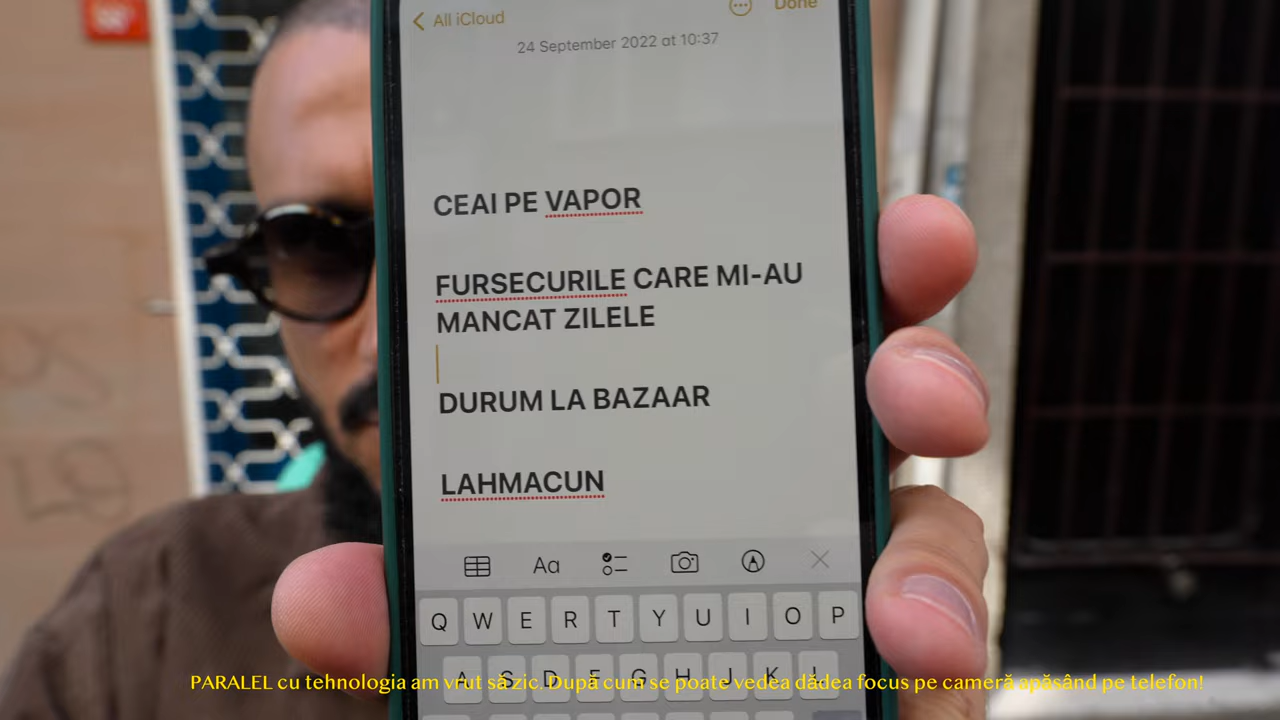 All iCloud
Done
24 September 2022 at 10:37
CEAI PE VAPOR
FURSECURILE CARE MI-AU
MANCAT ZILELE
DURUM LA BAZAAR
LAHMACUN
Aa
Q W E R T Y U I O P
A S D F G H J K L
PARALEL cu tehnologia am vrut să zic. După cum se poate vedea dădea focus pe cameră apăsând pe telefon!